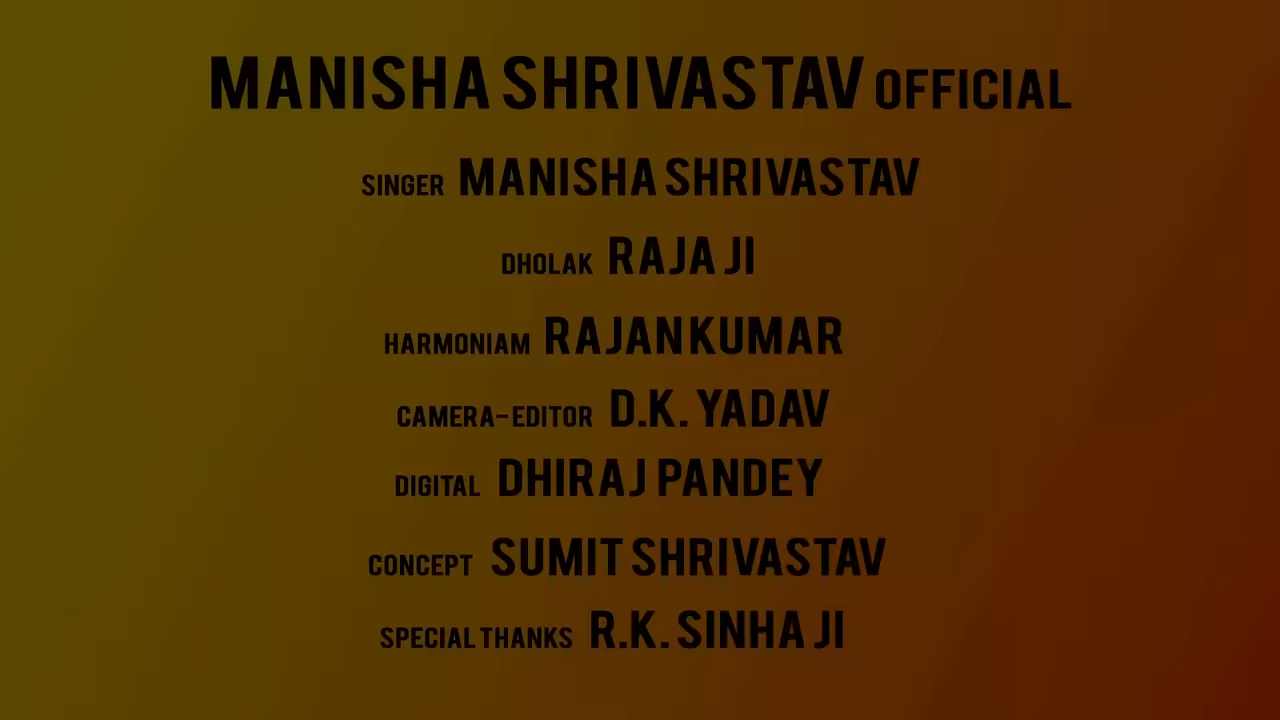 MANISHA SHRIVASTAV OFFICIAL
SINGER MANISHA SHRIVASTAV
DHOLAK RAJA JI
HARMONIAM RAJANKUMAR
CAMERA-EDITOR D.K. YADAV
DIGITAL DHIRAJ PANDEY
CONCEPT SUMIT SHRIVASTAV
SPECIAL THANKS R.K. SINHA JI